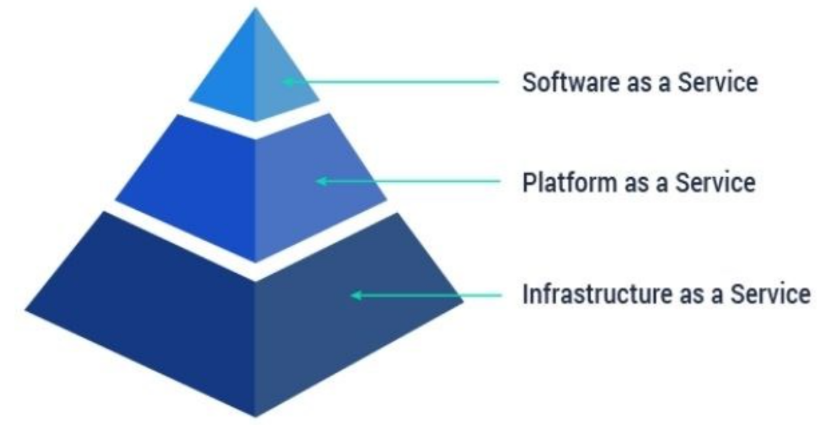 Software as a Service
Platform as a Service
Infrastructure as a Service